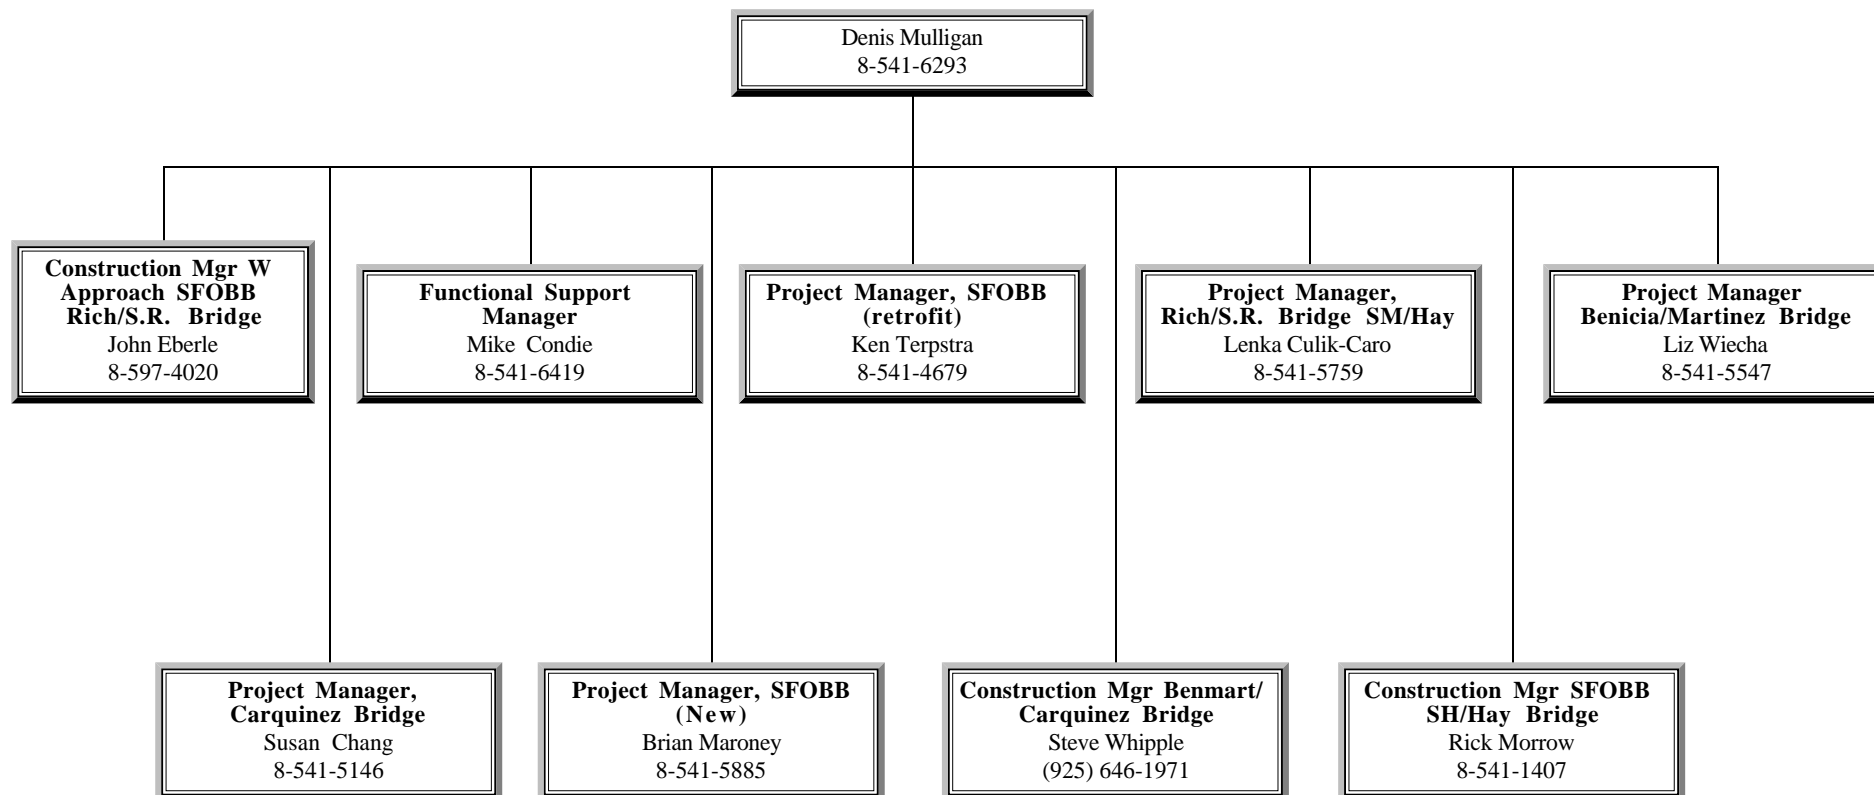 Denis Mulligan
8-541-6293
Construction Mgr W
Approach SFOBB
Rich/S.R. Bridge
John Eberle
8-597-4020
Functional Support
Manager
Mike Condie
8-541-6419
Project Manager, SFOBB
(retrofit)
Ken Terpstra
8-541-4679
Project Manager,
Rich/S.R. Bridge SM/Hay
Lenka Culik-Caro
8-541-5759
Project Manager
Benicia/Martinez Bridge
Liz Wiecha
8-541-5547
Project Manager,
Carquinez Bridge
Susan Chang
8-541-5146
Project Manager, SFOBB
(New)
Brian Maroney
8-541-5885
Construction Mgr Benmart/
Carquinez Bridge
Steve Whipple
(925) 646-1971
Construction Mgr SFOBB
SH/Hay Bridge
Rick Morrow
8-541-1407